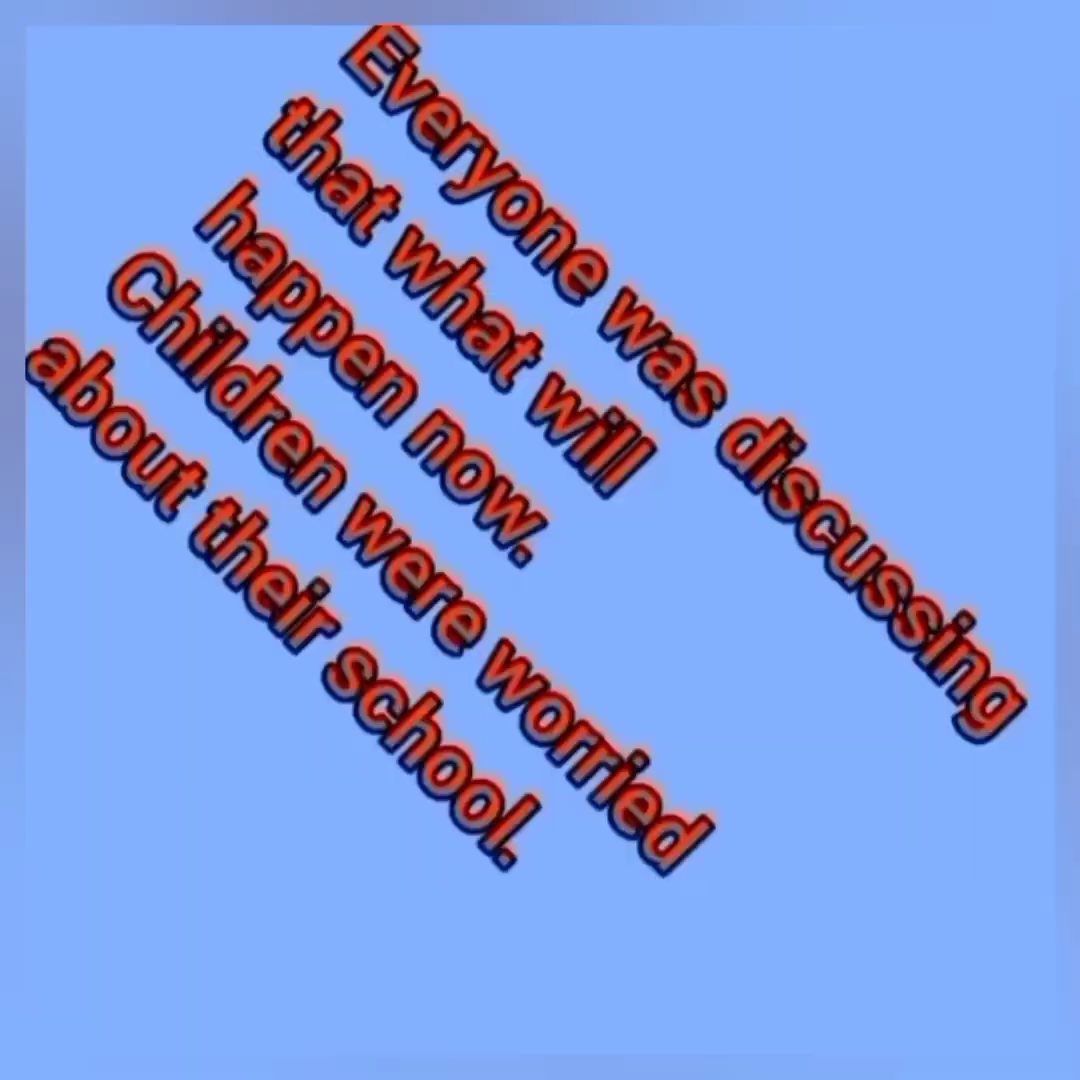 Everyone was discussing
that what will
happen now.
Children were worried
about their school.